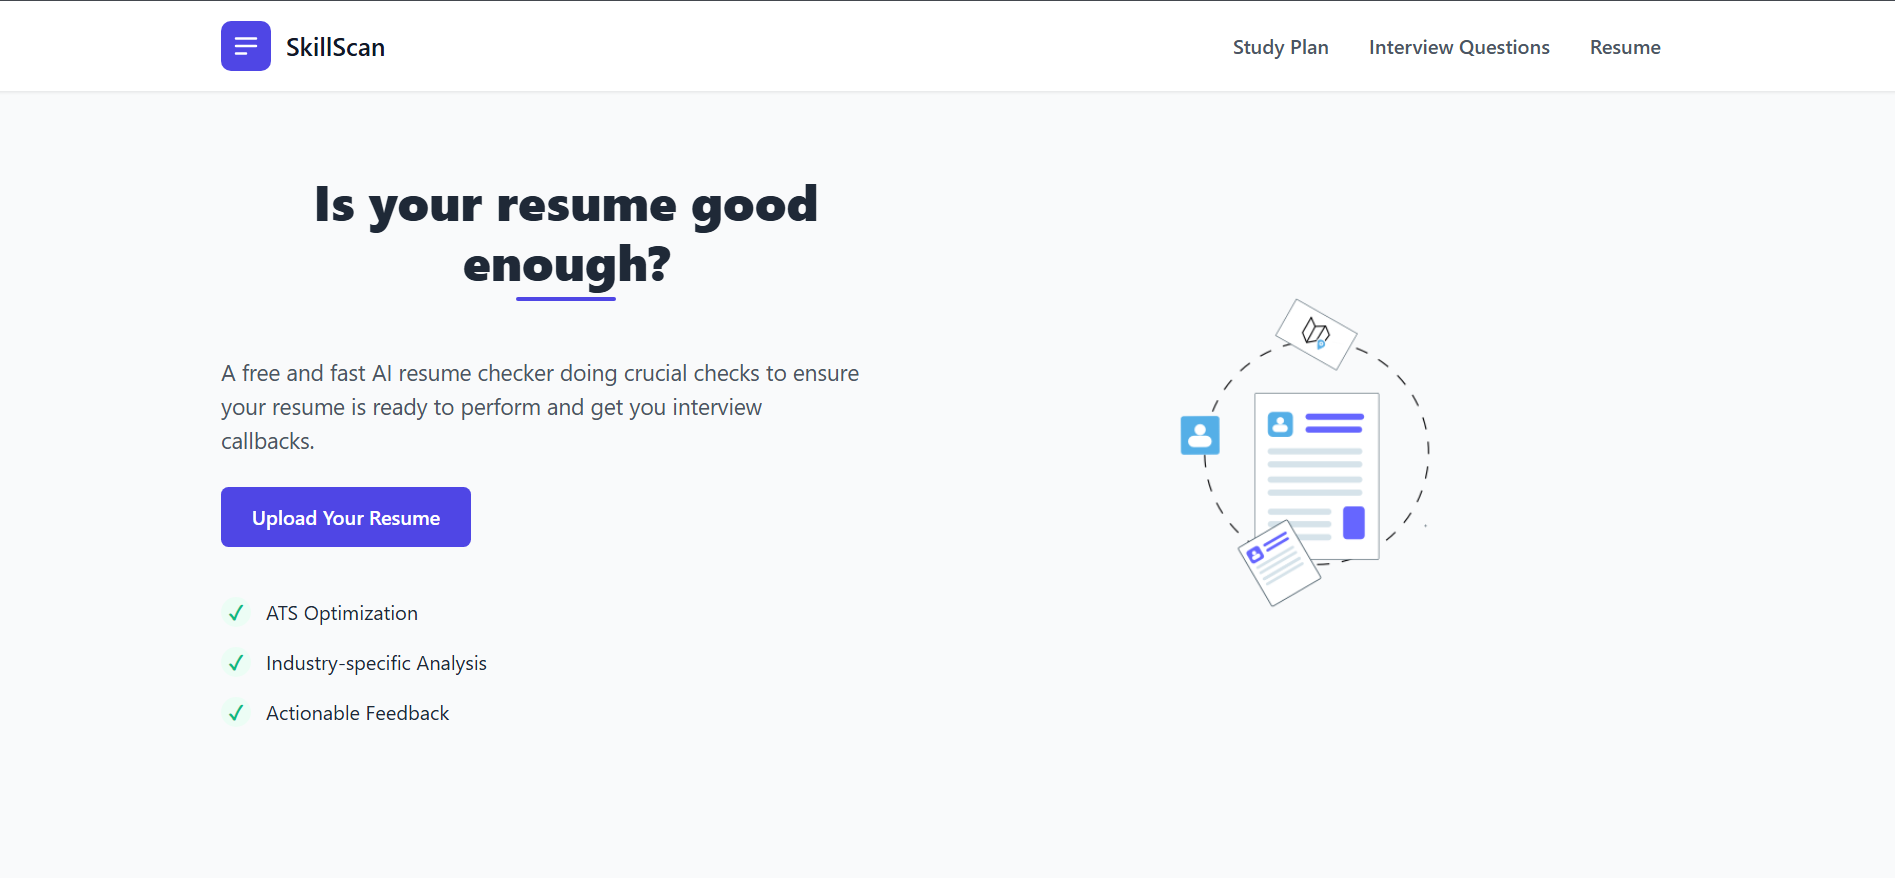 SkillScan
Study Plan
Interview Questions
Resume
Is your resume good
enough?
A free and fast AI resume checker doing crucial checks to ensure
your resume is ready to perform and get you interview
callbacks.
Upload Your Resume
ATS Optimization
Industry-specific Analysis
Actionable Feedback